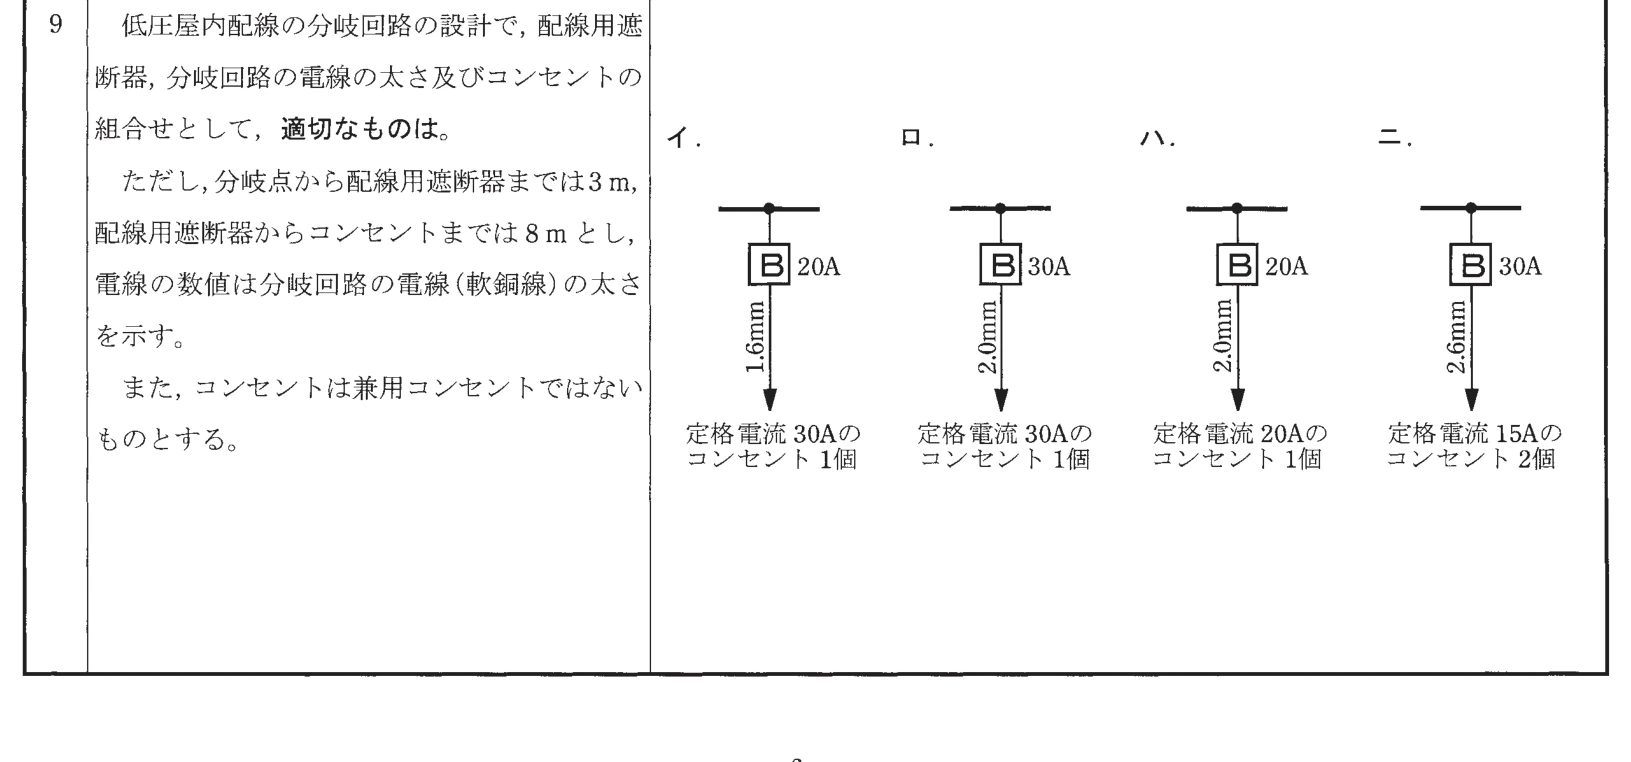 9
低圧屋内配線の分岐回路の設計で, 配線用遮
断器, 分岐回路の電線の太さ及びコンセントの
組合せとして, 適切なものは。
ただし, 分岐点から配線用遮断器までは3 m,
配線用遮断器からコンセントまでは 8 m とし,
電線の数値は分岐回路の電線(軟銅線)の太さ
を示す。
また, コンセントは兼用コンセントではない
ものとする。
イ.
ロ.
ハ.
ニ.
B 20A
B 30A
B 20A
B 30A
1.6mm
2.0mm
2.0mm
2.6mm
定格電流 30Aの
コンセント 1個
定格電流 30Aの
コンセント 1個
定格電流 20Aの
コンセント 1個
定格電流 15Aの
コンセント 2個